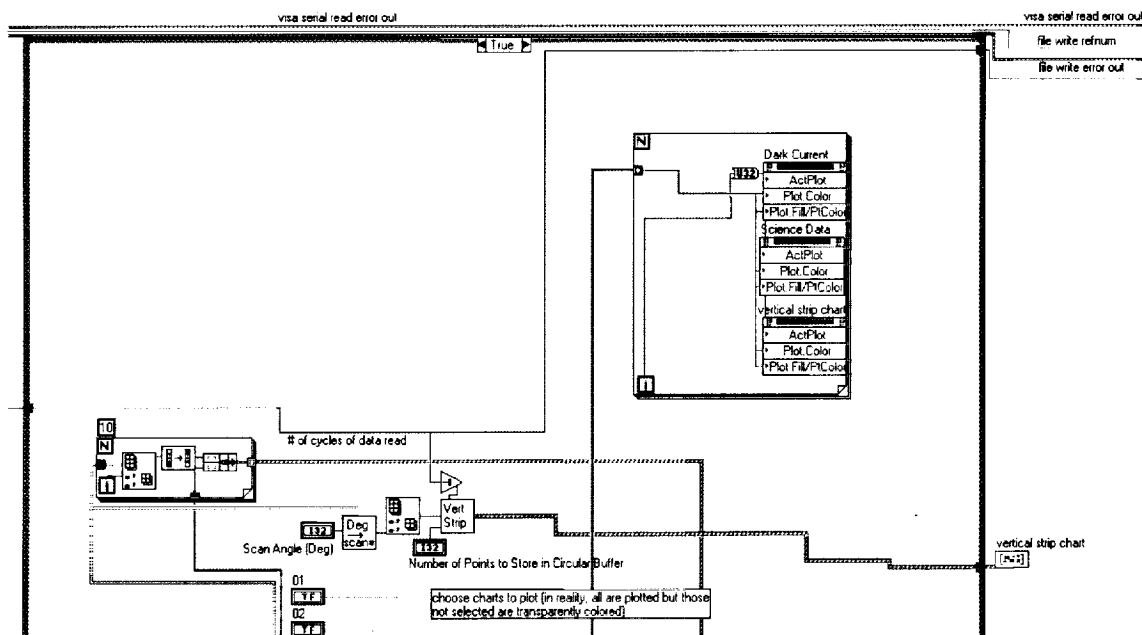 visa serial read error out
visa serial read error out
file write refnum
file write error out
True
N
Dark Current
U32
ActPlot
Plot.Color
Plot.Fill/PtColor
Science Data
ActPlot
Plot.Color
Plot.Fill/PtColor
vertical strip chart
ActPlot
Plot.Color
Plot.Fill/PtColor
i
10
N
i
# of cycles of data read
Deg
scan#
Vert
Strip
I32
Scan Angle (Deg)
I32
Number of Points to Store in Circular Buffer
vertical strip chart
01
TF
02
TF
choose charts to plot (in reality, all are plotted but those
not selected are transparently colored)